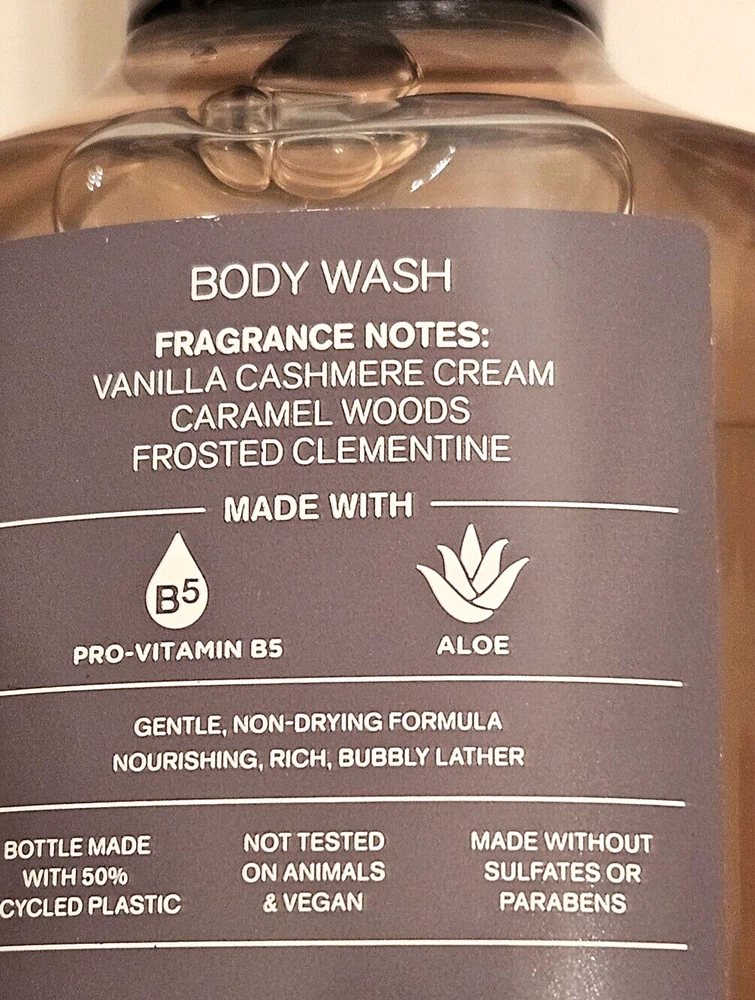 BODY WASH
FRAGRANCE NOTES:
VANILLA CASHMERE CREAM
CARAMEL WOODS
FROSTED CLEMENTINE
MADE WITH
B5
PRO-VITAMIN B5
ALOE
GENTLE, NON-DRYING FORMULA
NOURISHING, RICH, BUBBLY LATHER
BOTTLE MADE
WITH 50%
CYCLED PLASTIC
NOT TESTED
ON ANIMALS
& VEGAN
MADE WITHOUT
SULFATES OR
PARABENS